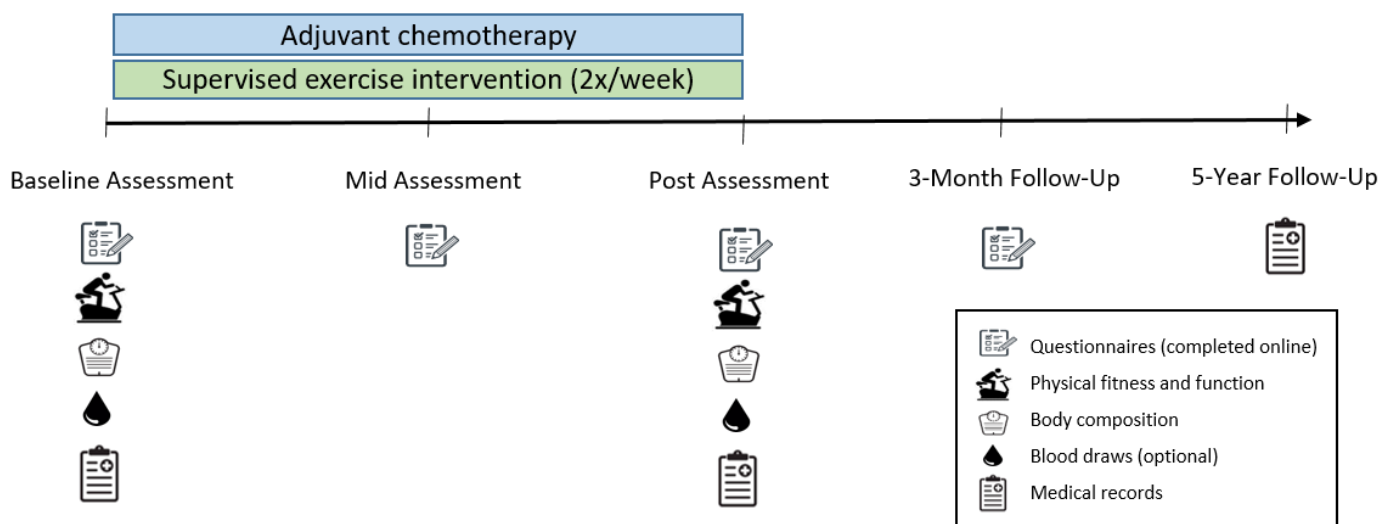 Adjuvant chemotherapy
Supervised exercise intervention (2x/week)
Baseline Assessment
Mid Assessment
Post Assessment
3-Month Follow-Up
5-Year Follow-Up
Questionnaires (completed online)
Physical fitness and function
Body composition
Blood draws (optional)
Medical records